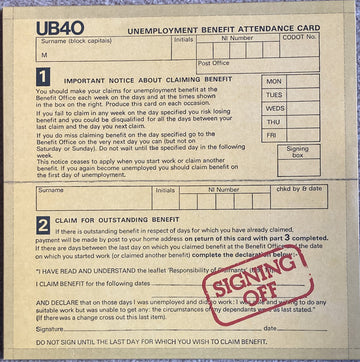 UB40 UNEMPLOYMENT BENEFIT ATTENDANCE CARD
Surname (block capitals) Initials NI Number CODOT No.
M
Post Office
1 IMPORTANT NOTICE ABOUT CLAIMING BENEFIT
You should make your claims for unemployment benefit at the
Benefit Office each week on the days and at the times shown
in the box on the right. Produce this card on each occasion.
If you fail to claim in any week on the day specified you risk losing
benefit and you could be disqualified for all the days between your
last claim and the day you next claim.
If you do miss claiming benefit on the day specified go to the
Benefit Office on the very next day you can (but not on
Saturday or Sunday). Do not wait until the specified day in the following
week.
This notice ceases to apply when you start work or claim another
benefit. If you again become unemployed you should claim benefit on
the first day of unemployment.
MON
TUES
WEDS
THU
FRI
Signing
box
Surname Initials NI Number chkd by & date
2 CLAIM FOR OUTSTANDING BENEFIT
If there is outstanding benefit in respect of days for which you have already claimed,
payment will be made by post to your home address on return of this card with part 3 completed.
If there are days between the last day on which you claimed benefit at the Benefit Office and the date
on which you started work (or claimed another benefit) complete the declaration below:-
"I HAVE READ AND UNDERSTAND the leaflet 'Responsibility of Claimants'
I CLAIM BENEFIT for the following dates
AND DECLARE that on those days I was unemployed and did no work: I was able and willing to do any
suitable work but was unable to get any: the circumstances of my dependants were as last stated."
(If there was a change cross out this last item).
Signature date
DO NOT SIGN UNTIL THE LAST DAY FOR WHICH YOU WISH TO CLAIM BENEFIT.
SIGNING
OFF